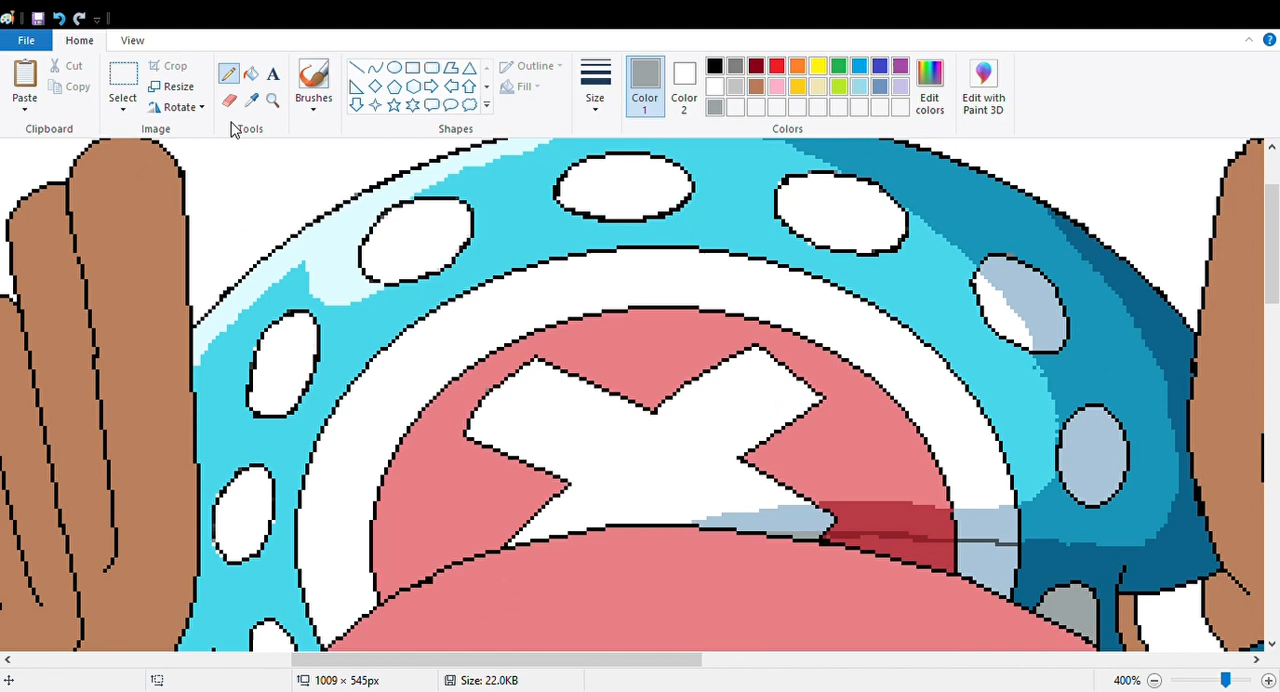 File Home View
Paste Cut Copy
Clipboard
Select Crop Resize Rotate
Image
A
Tools
Brushes
Outline Fill
Shapes
Size
Color 1
Color 2
Edit colors
Colors
Edit with Paint 3D
1009 × 545px
Size: 22.0KB
400%